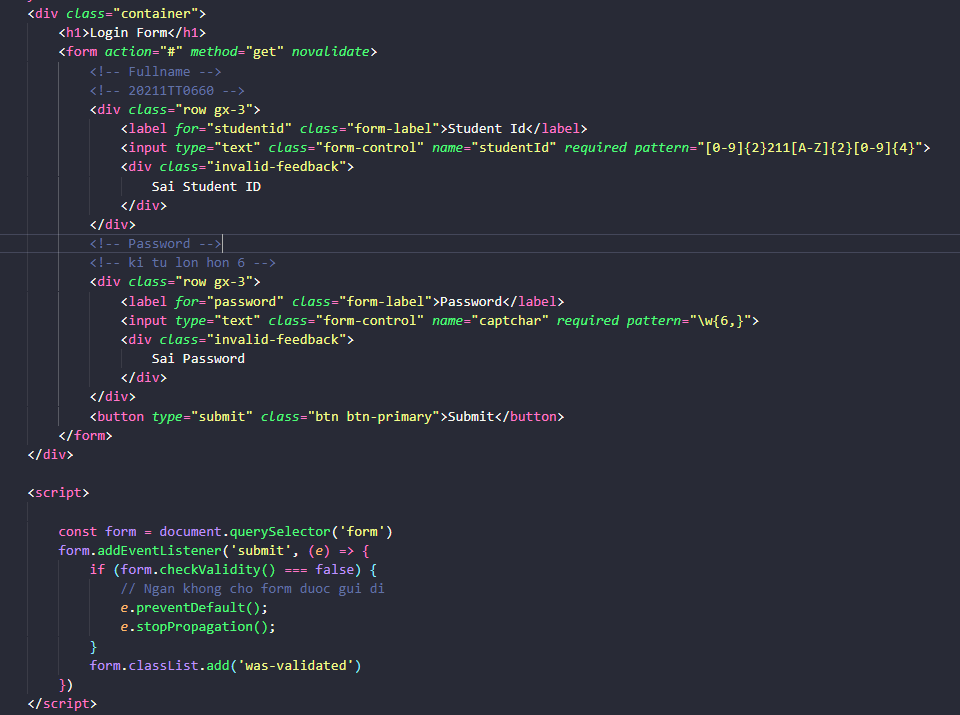 <div class="container">
    <h1>Login Form</h1>
    <form action="#" method="get" novalidate>
        <!-- Fullname -->
        <!-- 20211TT0660 -->
        <div class="row gx-3">
            <label for="studentid" class="form-label">Student Id</label>
            <input type="text" class="form-control" name="studentId" required pattern="[0-9]{2}211[A-Z]{2}[0-9]{4}">
            <div class="invalid-feedback">
                Sai Student ID
            </div>
        </div>
        <!-- Password -->
        <!-- ki tu lon hon 6 -->
        <div class="row gx-3">
            <label for="password" class="form-label">Password</label>
            <input type="text" class="form-control" name="captchar" required pattern="\w{6,}">
            <div class="invalid-feedback">
                Sai Password
            </div>
        </div>
        <button type="submit" class="btn btn-primary">Submit</button>
    </form>
</div>

<script>

    const form = document.querySelector('form')
    form.addEventListener('submit', (e) => {
        if (form.checkValidity() === false) {
            // Ngan khong cho form duoc gui di
            e.preventDefault();
            e.stopPropagation();
        }
        form.classList.add('was-validated')
    })
</script>